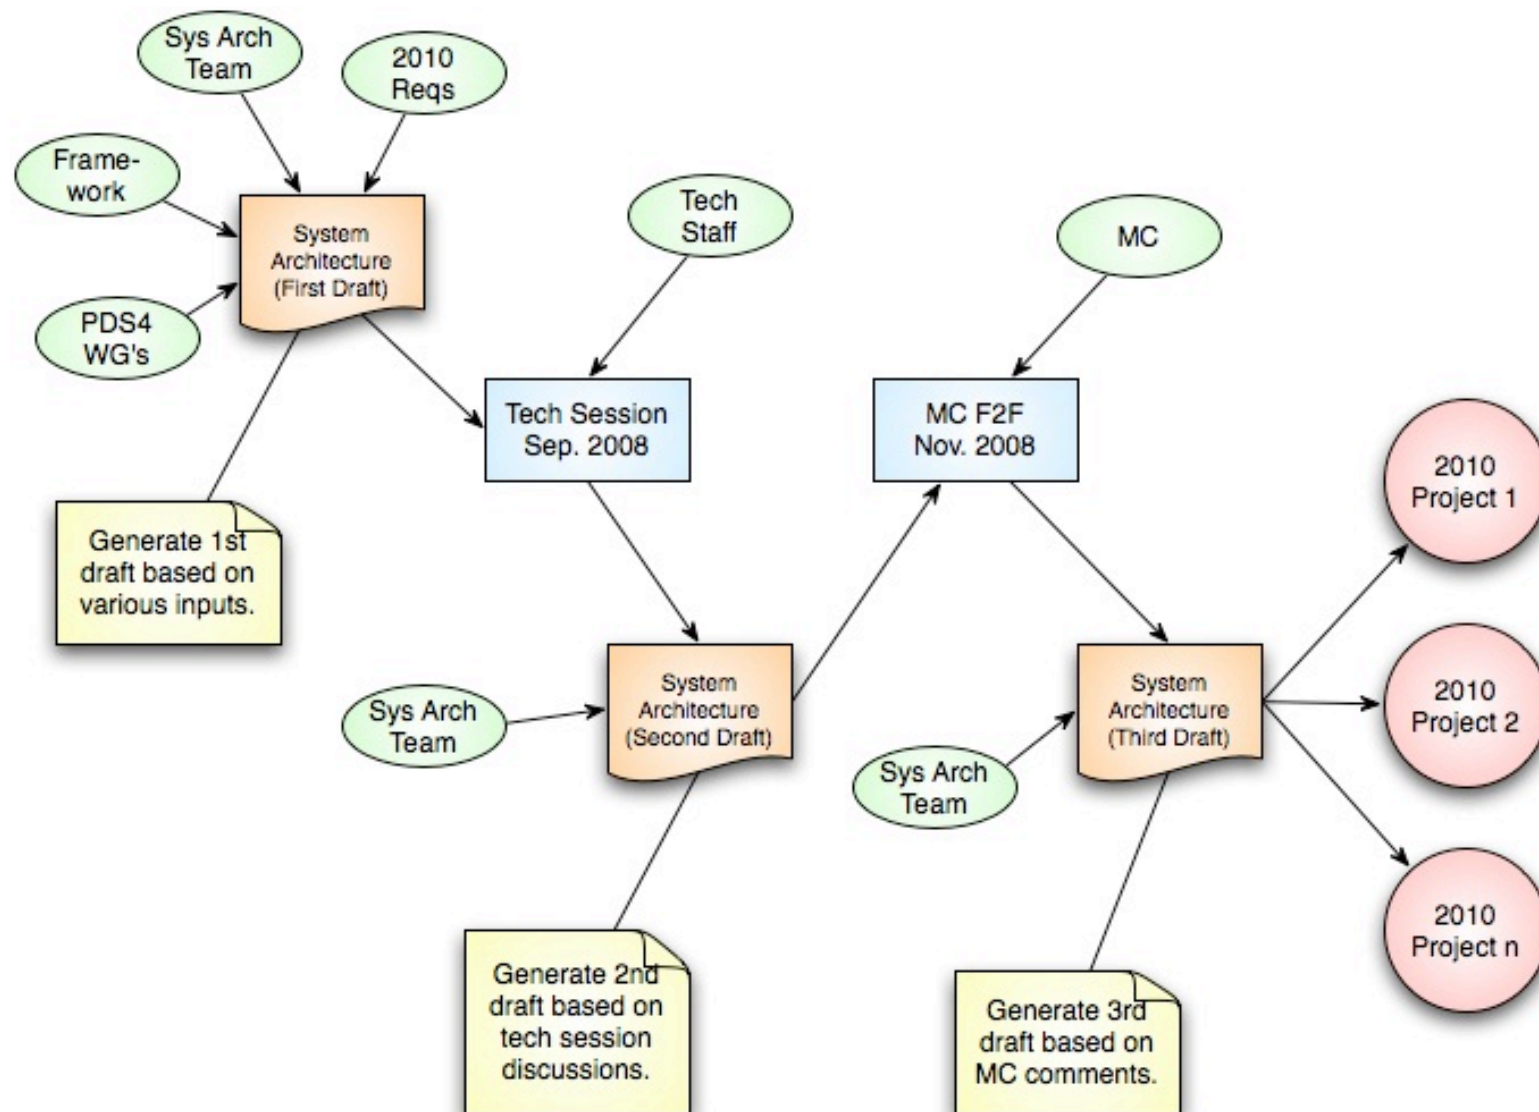 Sys Arch
Team
2010
Reqs
Frame-
work
PDS4
WG's
System
Architecture
(First Draft)
Generate 1st
draft based on
various inputs.
Tech
Staff
Tech Session
Sep. 2008
Sys Arch
Team
System
Architecture
(Second Draft)
Generate 2nd
draft based on
tech session
discussions.
MC
MC F2F
Nov. 2008
Sys Arch
Team
System
Architecture
(Third Draft)
Generate 3rd
draft based on
MC comments.
2010
Project 1
2010
Project 2
2010
Project n